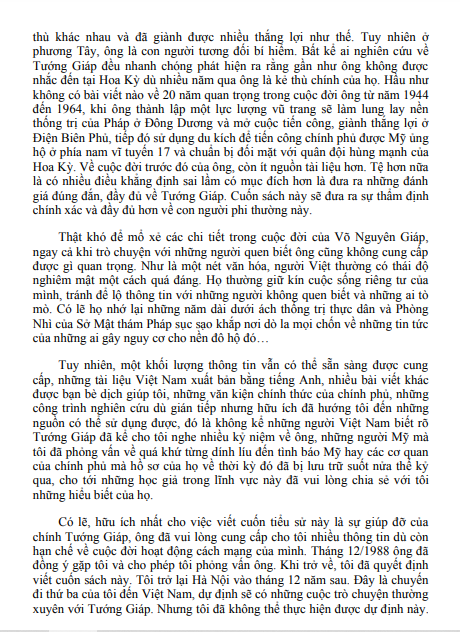 thù khác nhau và đã giành được nhiều thắng lợi như thế. Tuy nhiên ở
phương Tây, ông là con người tương đối bí hiểm. Bất kể ai nghiên cứu về
Tướng Giáp đều nhanh chóng phát hiện ra rằng gần như ông không được
nhắc đến tại Hoa Kỳ dù nhiều năm qua ông là kẻ thù chính của họ. Hầu như
không có bài viết nào về 20 năm quan trọng trong cuộc đời ông từ năm 1944
đến 1964, khi ông thành lập một lực lượng vũ trang sẽ làm lung lay nền
thống trị của Pháp ở Đông Dương và mở cuộc tiến công, giành thắng lợi ở
Điện Biên Phủ, tiếp đó sử dụng du kích để tiến công chính phủ được Mỹ ủng
hộ ở phía nam vĩ tuyến 17 và chuẩn bị đối mặt với quân đội hùng mạnh của
Hoa Kỳ. Về cuộc đời trước đó của ông, còn ít nguồn tài liệu hơn. Tệ hơn nữa
là có nhiều điều khẳng định sai lầm có mục đích hơn là đưa ra những đánh
giá đúng đắn, đầy đủ về Tướng Giáp. Cuốn sách này sẽ đưa ra sự thẩm định
chính xác và đầy đủ hơn về con người phi thường này.
Thật khó để mổ xẻ các chi tiết trong cuộc đời của Võ Nguyên Giáp,
ngay cả khi trò chuyện với những người quen biết ông cũng không cung cấp
được gì quan trọng. Như là một nét văn hóa, người Việt thường có thái độ
nghiêm mật một cách quá đáng. Họ thường giữ kín cuộc sống riêng tư của
mình, tránh để lộ thông tin với những người không quen biết và những ai tò
mò. Có lẽ họ nhớ lại những năm dài dưới ách thống trị thực dân và Phòng
Nhì của Sở Mật thám Pháp sục sạo khắp nơi dò la mọi chốn về những tin tức
của những ai gây nguy cơ cho nền đô hộ đó…
Tuy nhiên, một khối lượng thông tin vẫn có thể sẵn sàng được cung
cấp, những tài liệu Việt Nam xuất bản bằng tiếng Anh, nhiều bài viết khác
được bạn bè dịch giúp tôi, những văn kiện chính thức của chính phủ, những
công trình nghiên cứu dù gián tiếp nhưng hữu ích đã hướng tôi đến những
nguồn có thể sử dụng được, đó là không kể những người Việt Nam biết rõ
Tướng Giáp đã kể cho tôi nghe nhiều kỷ niệm về ông, những người Mỹ mà
tôi đã phỏng vấn về quá khứ từng dính líu đến tình báo Mỹ hay các cơ quan
của chính phủ mà hồ sơ của họ về thời kỳ đó đã bị lưu trữ suốt nửa thế kỷ
qua, cho tới những học giả trong lĩnh vực này đã vui lòng chia sẻ với tôi
những hiểu biết của họ.
Có lẽ, hữu ích nhất cho việc viết cuốn tiểu sử này là sự giúp đỡ của
chính Tướng Giáp, ông đã vui lòng cung cấp cho tôi nhiều thông tin dù còn
hạn chế về cuộc đời hoạt động cách mạng của mình. Tháng 12/1988 ông đã
đồng ý gặp tôi và cho phép tôi phỏng vấn ông. Khi trở về, tôi đã quyết định
viết cuốn sách này. Tôi trở lại Hà Nội vào tháng 12 năm sau. Đây là chuyến
đi thứ ba của tôi đến Việt Nam, dự định sẽ có những cuộc trò chuyện thường
xuyên với Tướng Giáp. Nhưng tôi đã không thể thực hiện được dự định này.